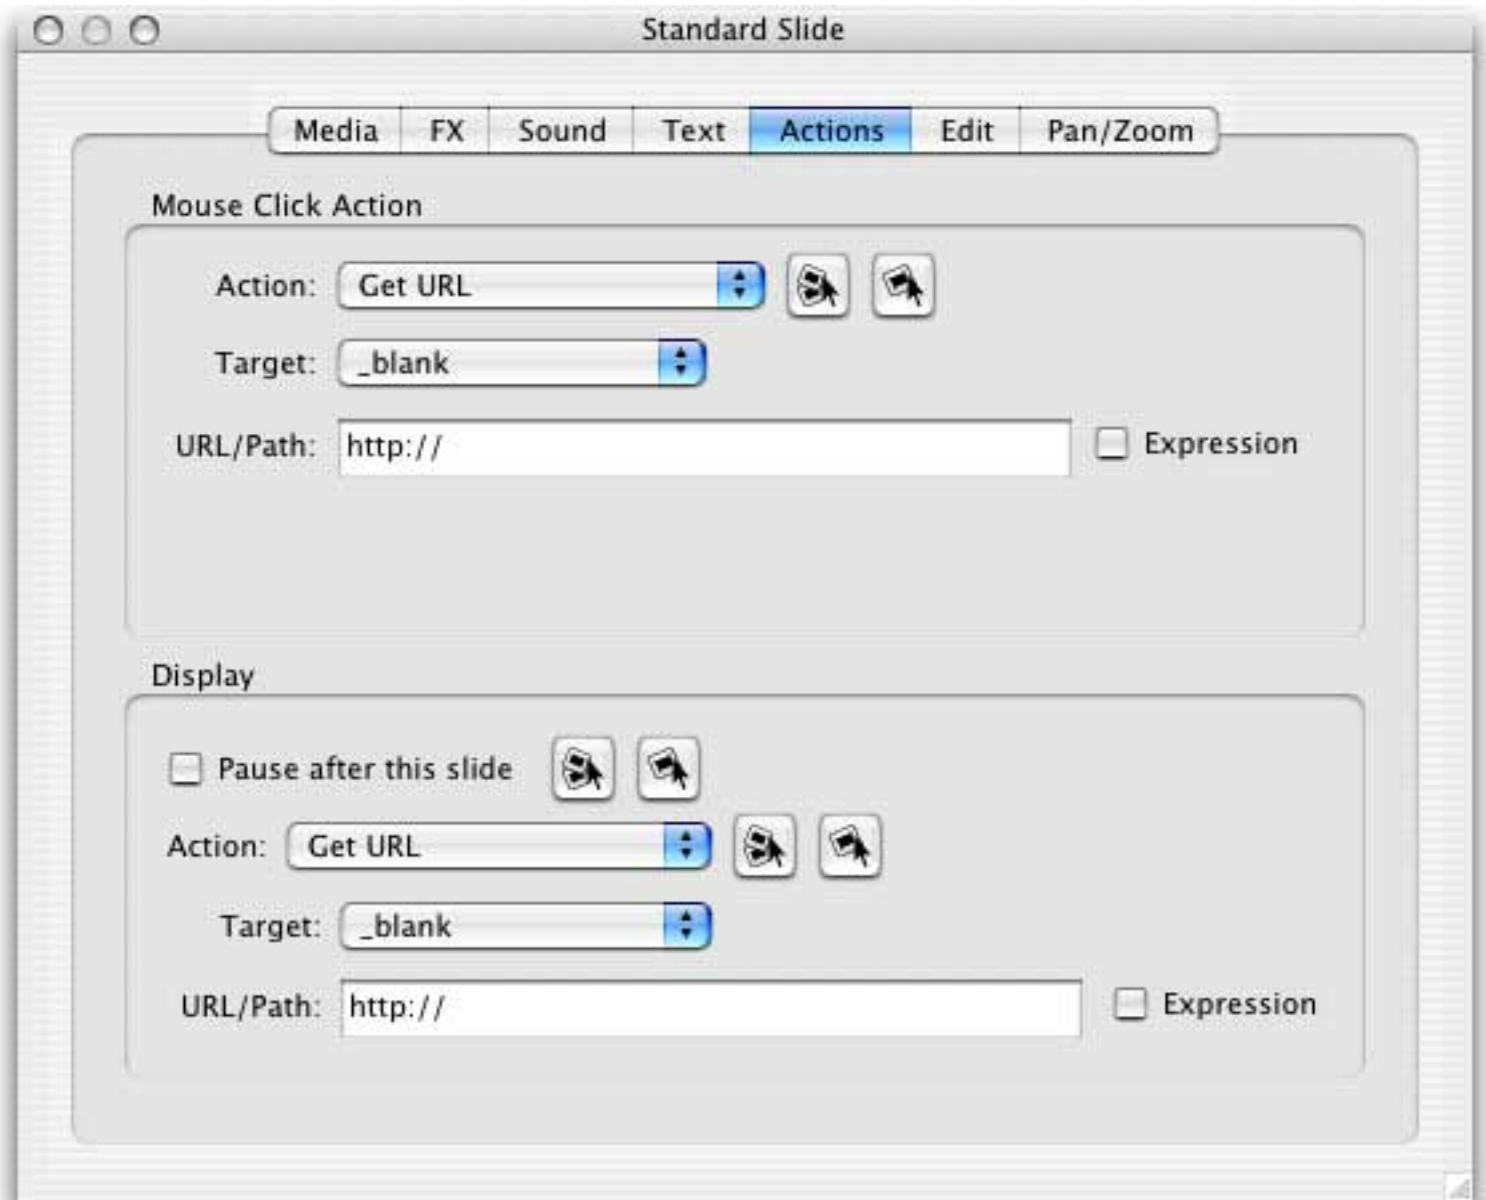 Standard Slide
Media FX Sound Text Actions Edit Pan/Zoom
Mouse Click Action
Action: Get URL
Target: _blank
URL/Path: http:// Expression
Display
Pause after this slide
Action: Get URL
Target: _blank
URL/Path: http:// Expression